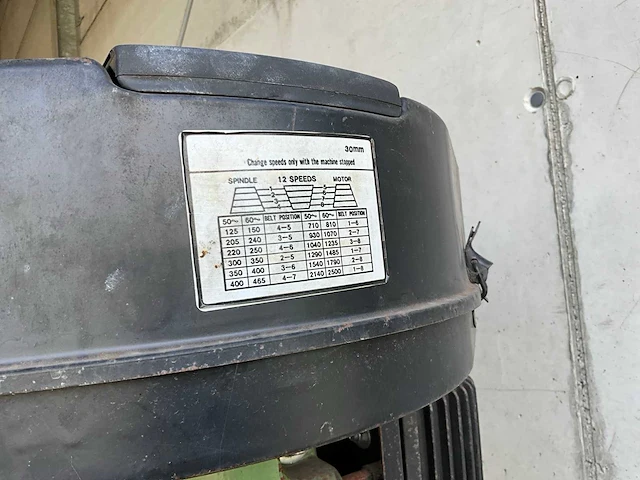 30mm
Change speeds only with the machine stopped
SPINDLE 12 SPEEDS MOTOR
50~ 60~ BELT POSITION 50~ 60~ BELT POSITION
125 150 4-5 710 810 1-6
205 240 3-5 930 1070 2-7
220 250 4-6 1040 1235 3-8
300 350 2-5 1290 1485 1-7
350 400 3-6 1540 1790 2-8
400 465 4-7 2140 2500 1-8